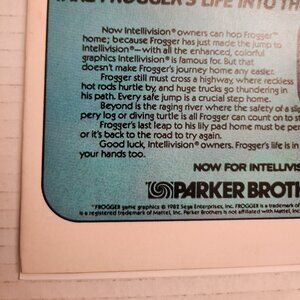 FROGGER'S LIFE INTO TH
Now Intellivision® owners can hop Frogger™
home; because Frogger has just made the jump to
Intellivision®—with all the enhanced, colorful
graphics Intellivision® is famous for. But that
doesn't make Frogger's journey home any easier.
Frogger still must cross a highway, where reckless
hot rods hurtle by, and huge trucks go thundering in
his path. Every safe jump is a crucial step home.
Beyond is the raging river where the safety of a slip
pery log or diving turtle is all Frogger can count on to s
Frogger's last leap to his lily pad home must be pe
or it's back to the road to try again.
Good luck, Intellivision® owners. Frogger's life is in
your hands too.
NOW FOR INTELLIVIS
PARKER BROTH
"FROGGER game graphics © 1982 Sega Enterprises, Inc. FROGGER is a trademark of
is a registered trademark of Mattel, Inc. Parker Brothers is not affiliated with Mattel, Inc.